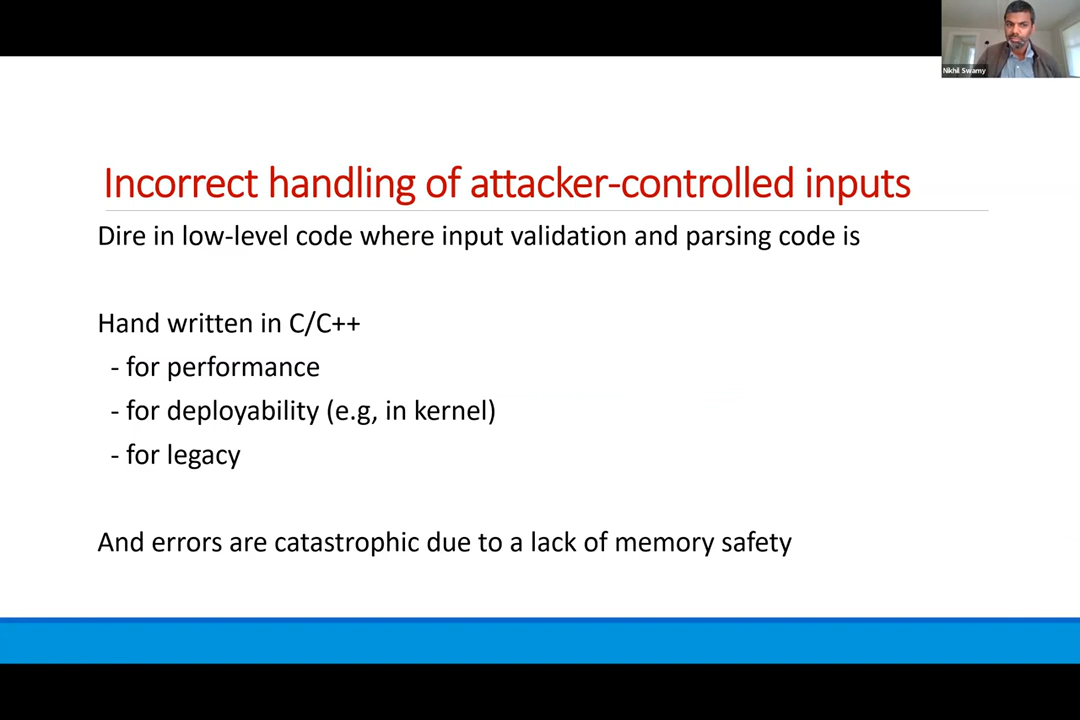 Nikhil Swamy
Incorrect handling of attacker-controlled inputs
Dire in low-level code where input validation and parsing code is
Hand written in C/C++
- for performance
- for deployability (e.g, in kernel)
- for legacy
And errors are catastrophic due to a lack of memory safety